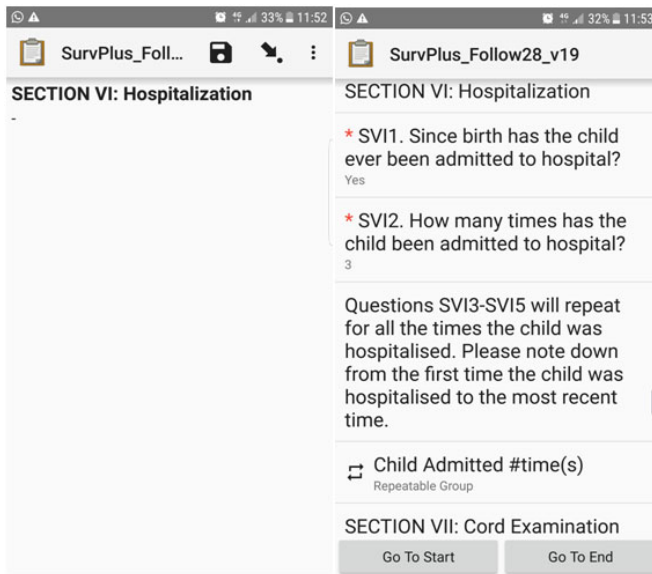 33% 11:52
SurvPlus_Foll...
SECTION VI: Hospitalization
-
32% 11:53
SurvPlus_Follow28_v19
SECTION VI: Hospitalization
* SVI1. Since birth has the child
ever been admitted to hospital?
Yes
* SVI2. How many times has the
child been admitted to hospital?
3
Questions SVI3-SVI5 will repeat
for all the times the child was
hospitalised. Please note down
from the first time the child was
hospitalised to the most recent
time.
Child Admitted #time(s)
Repeatable Group
SECTION VII: Cord Examination
Go To Start
Go To End